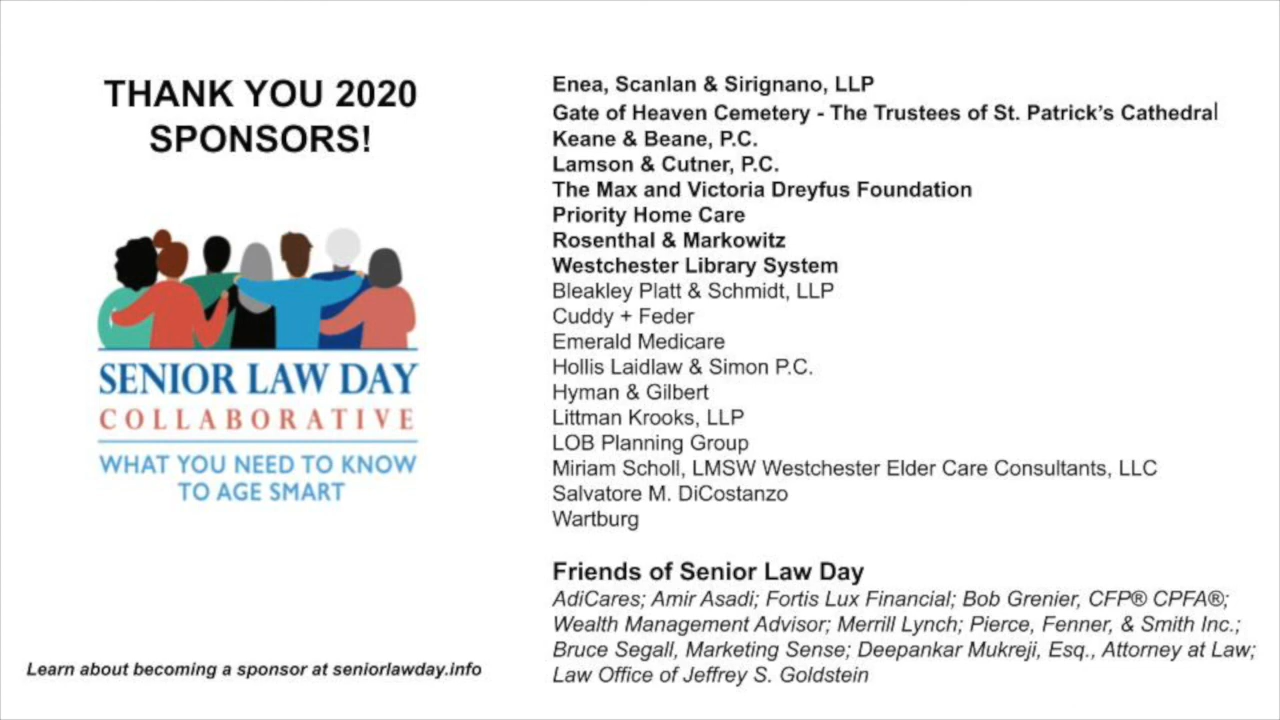 THANK YOU 2020
SPONSORS!
SENIOR LAW DAY
COLLABORATIVE
WHAT YOU NEED TO KNOW
TO AGE SMART
Learn about becoming a sponsor at seniorlawday.info
Enea, Scanlan & Sirignano, LLP
Gate of Heaven Cemetery - The Trustees of St. Patrick's Cathedral
Keane & Beane, P.C.
Lamson & Cutner, P.C.
The Max and Victoria Dreyfus Foundation
Priority Home Care
Rosenthal & Markowitz
Westchester Library System
Bleakley Platt & Schmidt, LLP
Cuddy + Feder
Emerald Medicare
Hollis Laidlaw & Simon P.C.
Hyman & Gilbert
Littman Krooks, LLP
LOB Planning Group
Miriam Scholl, LMSW Westchester Elder Care Consultants, LLC
Salvatore M. DiCostanzo
Wartburg
Friends of Senior Law Day
AdiCares; Amir Asadi; Fortis Lux Financial; Bob Grenier, CFP® CPFA®;
Wealth Management Advisor; Merrill Lynch; Pierce, Fenner, & Smith Inc.;
Bruce Segall, Marketing Sense; Deepankar Mukreji, Esq., Attorney at Law;
Law Office of Jeffrey S. Goldstein